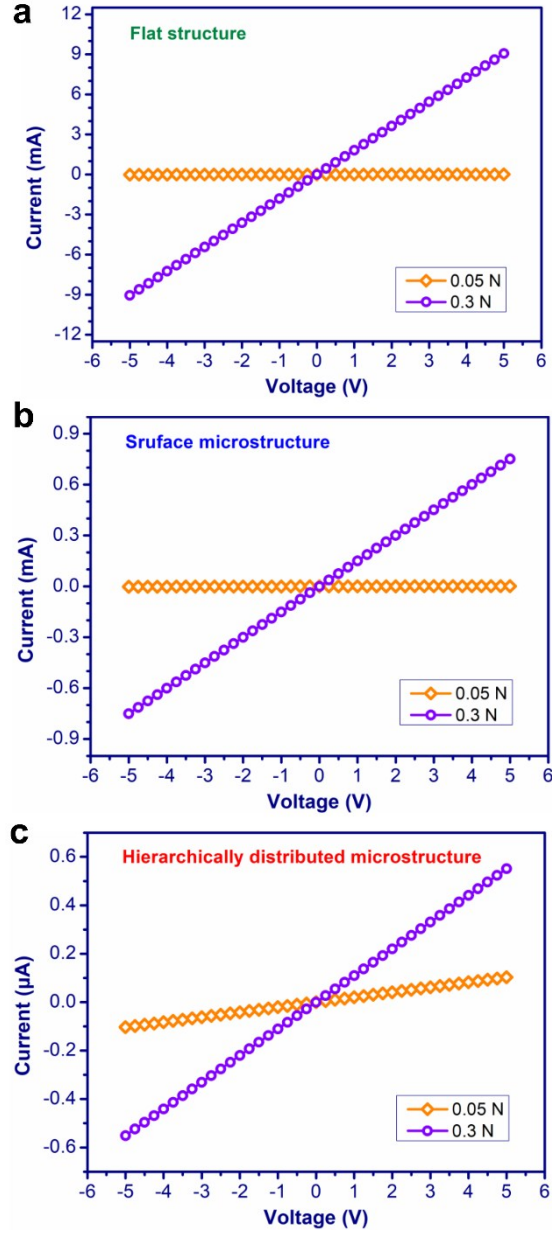 a
Flat structure
12
9
6
3
0
-3
-6
-9
-12
Current (mA)
0.05 N
0.3 N
-6 -5 -4 -3 -2 -1 0 1 2 3 4 5 6
Voltage (V)
b
Sruface microstructure
0.9
0.6
0.3
0.0
-0.3
-0.6
-0.9
Current (mA)
0.05 N
0.3 N
-6 -5 -4 -3 -2 -1 0 1 2 3 4 5 6
Voltage (V)
c
Hierarchically distributed microstructure
0.6
0.4
0.2
0.0
-0.2
-0.4
-0.6
Current (μA)
0.05 N
0.3 N
-6 -5 -4 -3 -2 -1 0 1 2 3 4 5 6
Voltage (V)